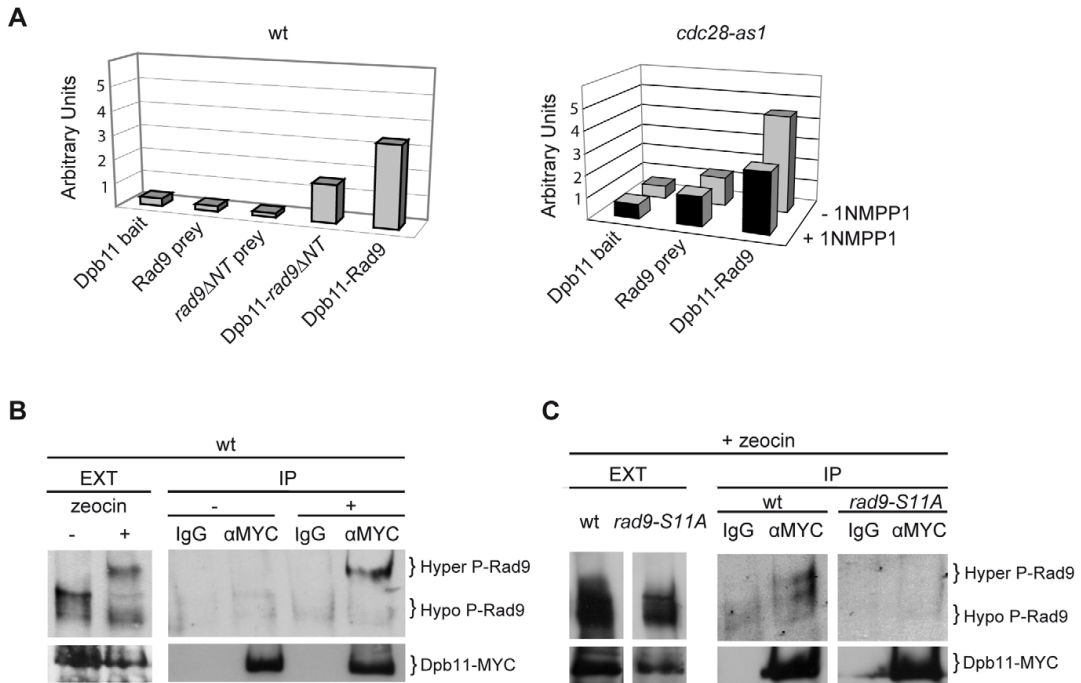 A
wt
cdc28-as1
Arbitrary Units
5
4
3
2
1
Dpb11 bait
Rad9 prey
rad9ΔNT prey
Dpb11-rad9ΔNT
Dpb11-Rad9
Arbitrary Units
5
4
3
2
1
Dpb11 bait
Rad9 prey
Dpb11-Rad9
- 1NMPP1
+ 1NMPP1
B
wt
EXT
IP
zeocin
- +
- +
IgG αMYC IgG αMYC
}Hyper P-Rad9
}Hypo P-Rad9
}Dpb11-MYC
C
+ zeocin
EXT
IP
wt rad9-S11A
wt rad9-S11A
IgG αMYC IgG αMYC
}Hyper P-Rad9
}Hypo P-Rad9
}Dpb11-MYC